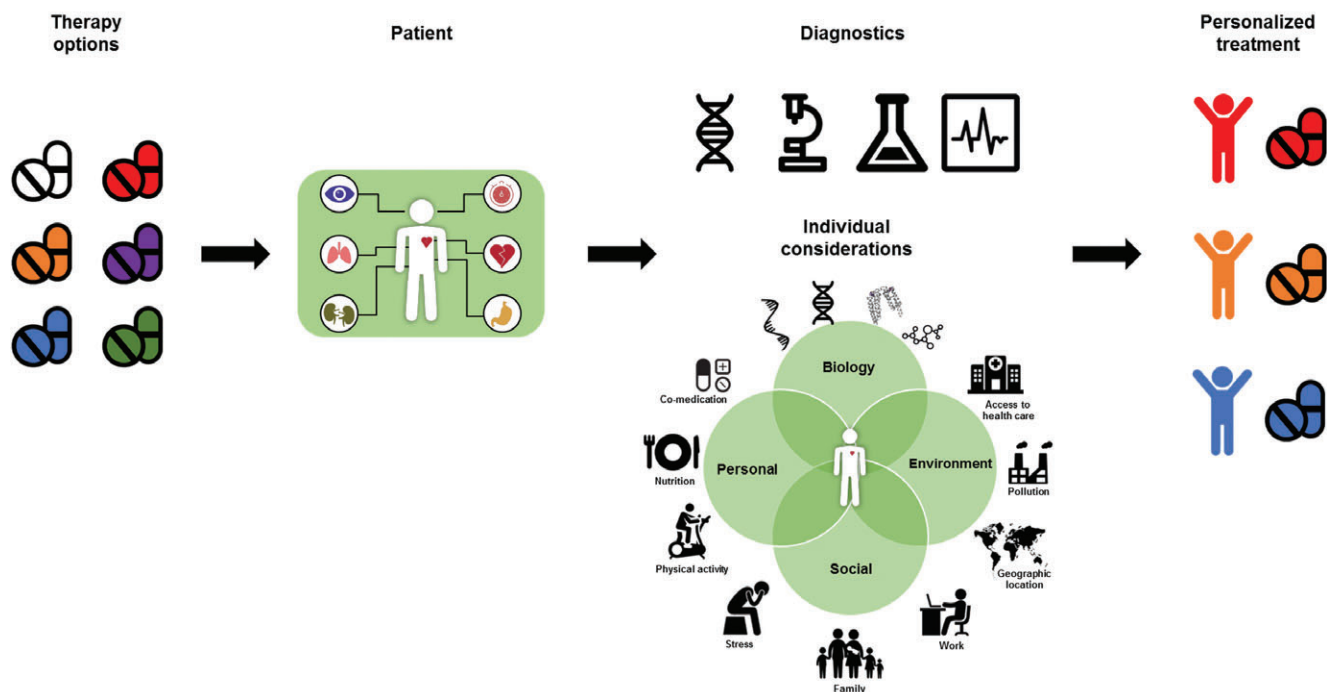 Therapy
options
Patient
Diagnostics
Personalized
treatment
Individual
considerations
Biology
Co-medication
Access to
health care
Personal
Environment
Nutrition
Pollution
Physical activity
Social
Geographic
location
Stress
Work
Family